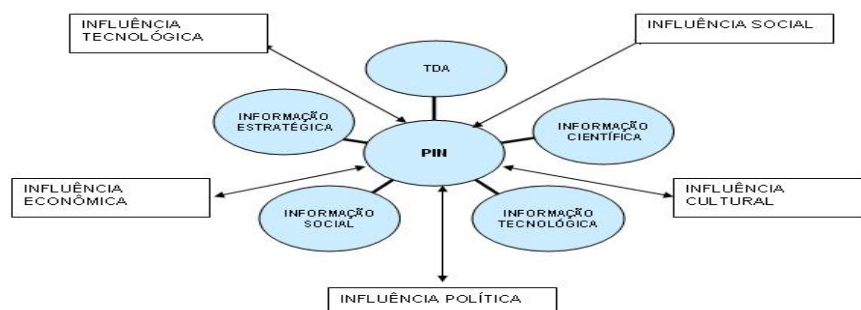 INFLUÊNCIA
TECNOLÓGICA
INFLUÊNCIA SOCIAL
TDA
INFORMAÇÃO
ESTRATÉGICA
INFORMAÇÃO
CIENTÍFICA
PIN
INFLUÊNCIA
ECONÔMICA
INFLUÊNCIA
CULTURAL
INFORMAÇÃO
SOCIAL
INFORMAÇÃO
TECNOLÓGICA
INFLUÊNCIA POLÍTICA